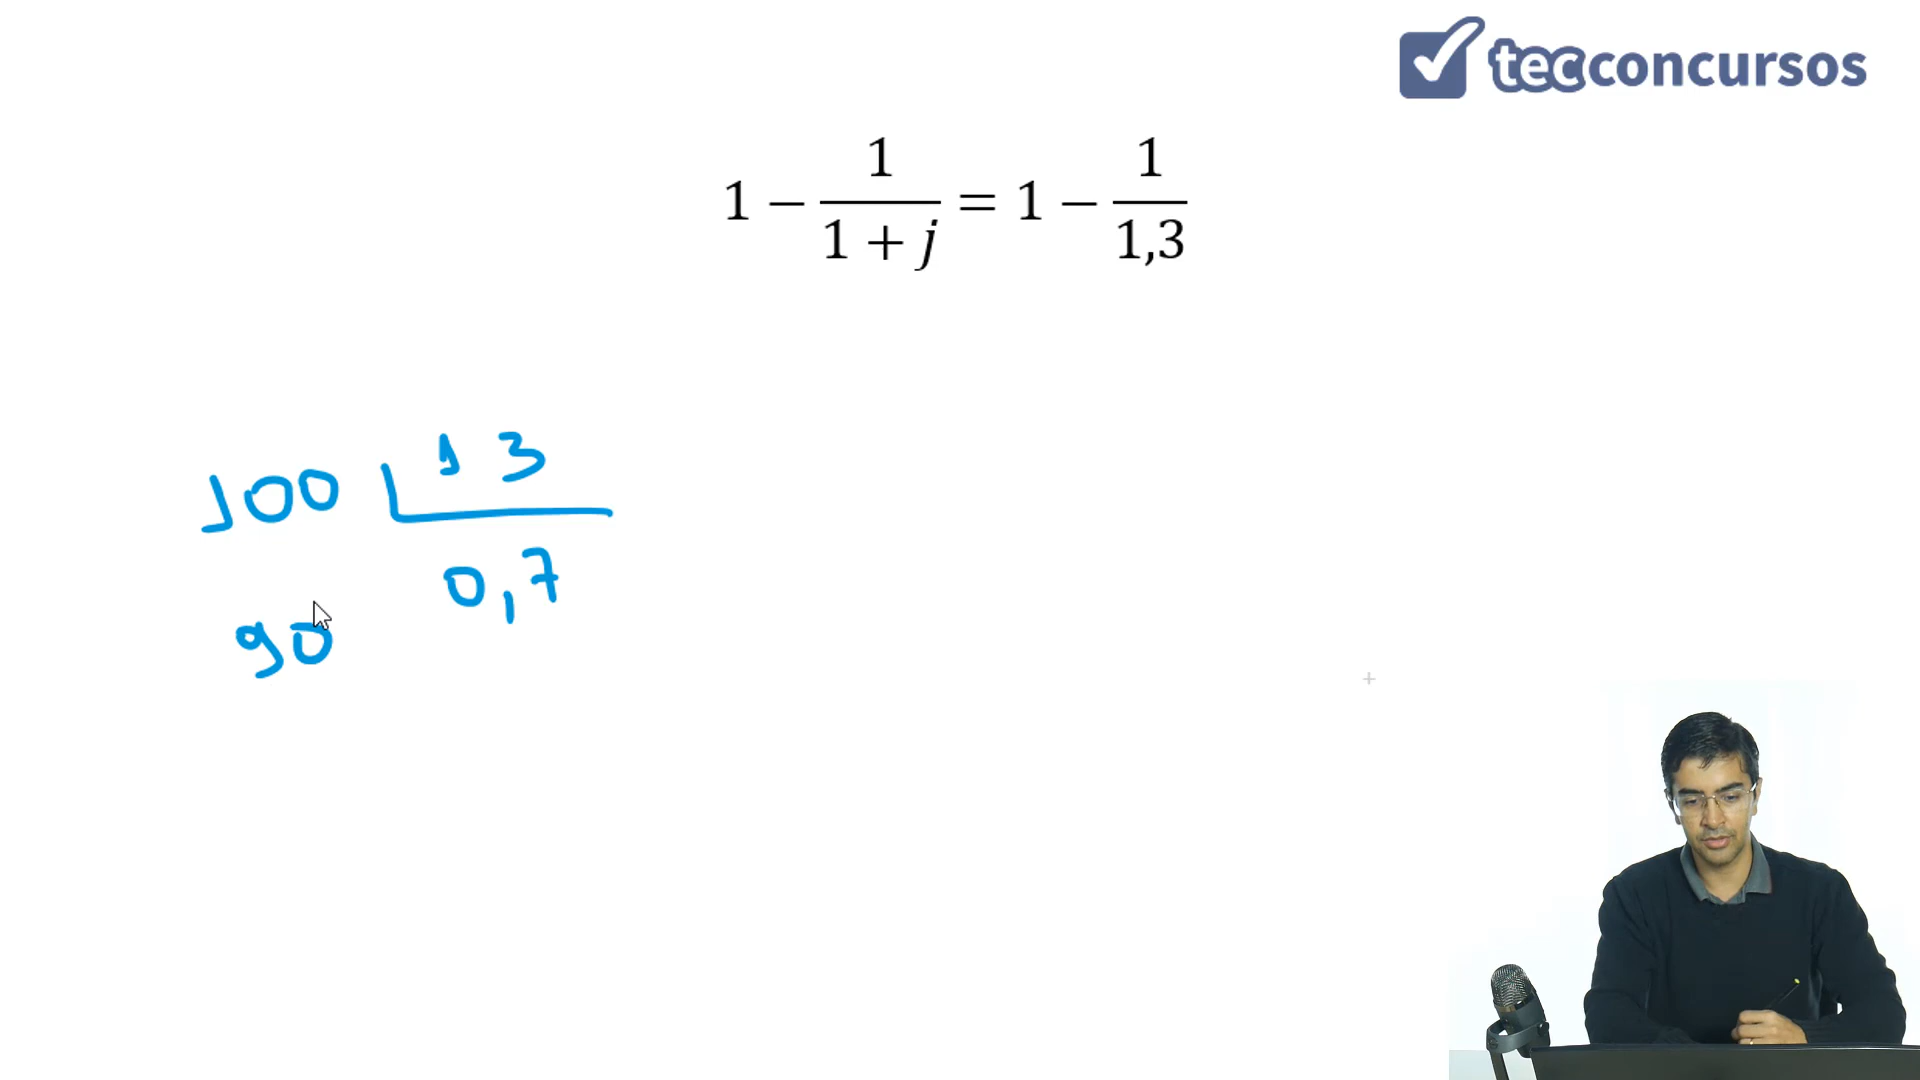 tecconcursos
1 − 1/(1 + j) = 1 − 1/1,3
100 | 13
0,7
90